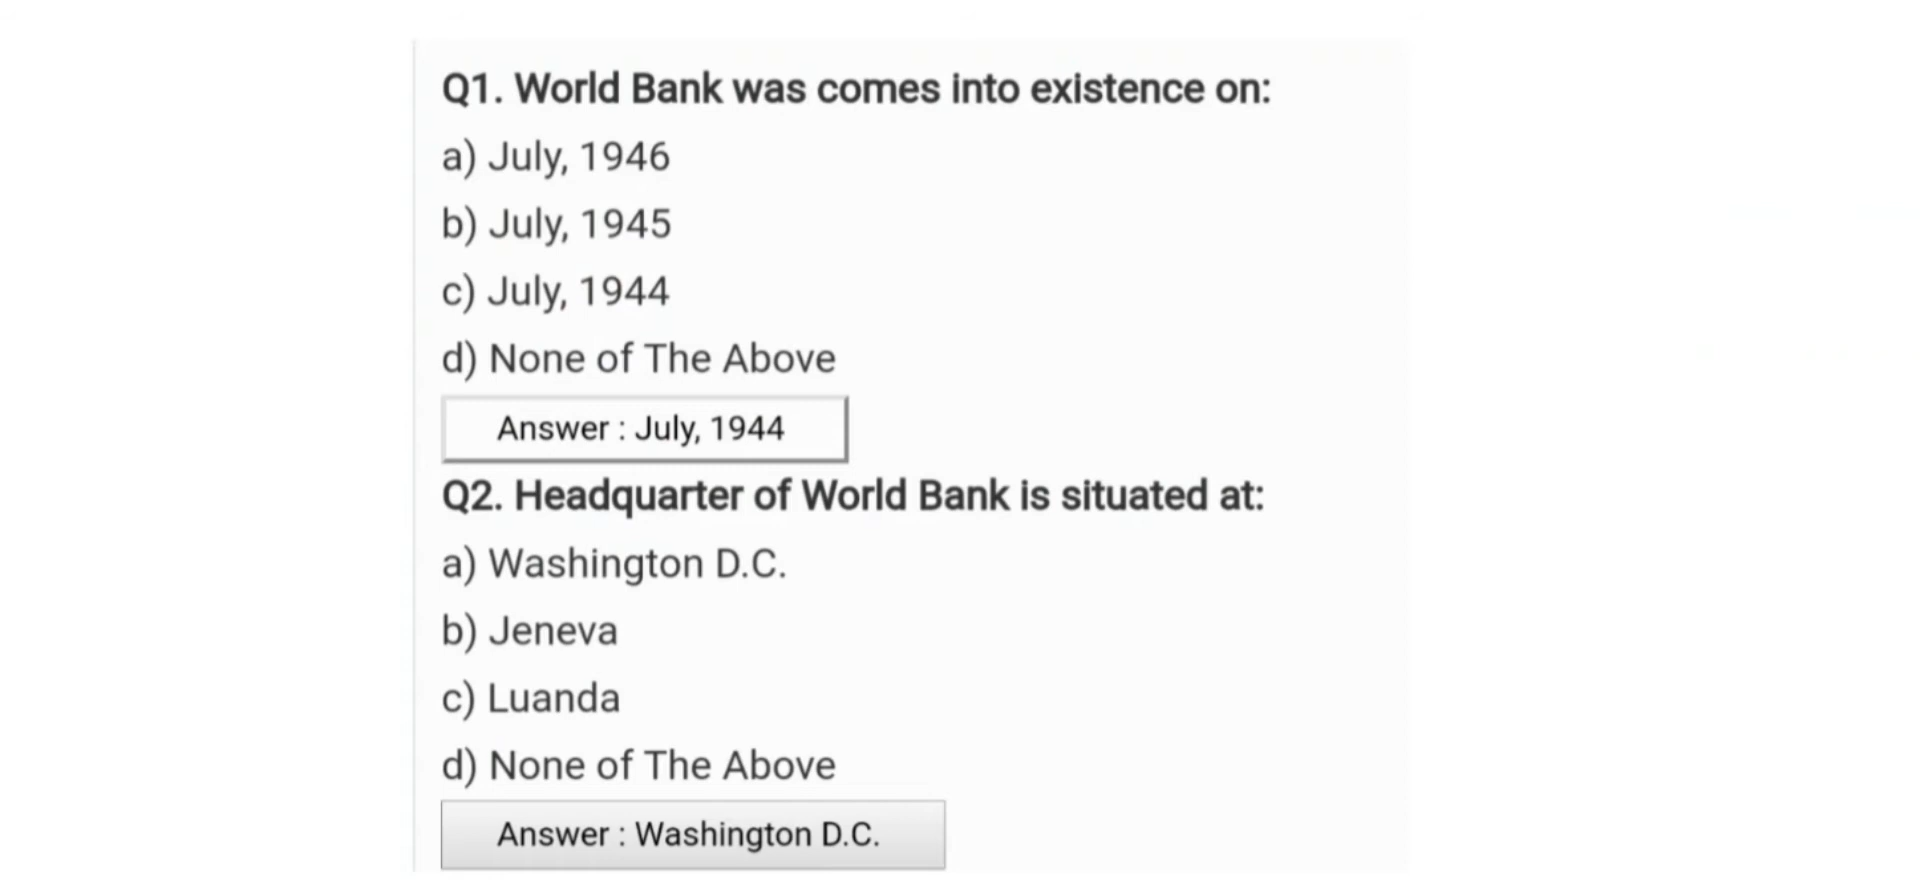 Q1. World Bank was comes into existence on:
a) July, 1946
b) July, 1945
c) July, 1944
d) None of The Above
Answer : July, 1944
Q2. Headquarter of World Bank is situated at:
a) Washington D.C.
b) Jeneva
c) Luanda
d) None of The Above
Answer : Washington D.C.